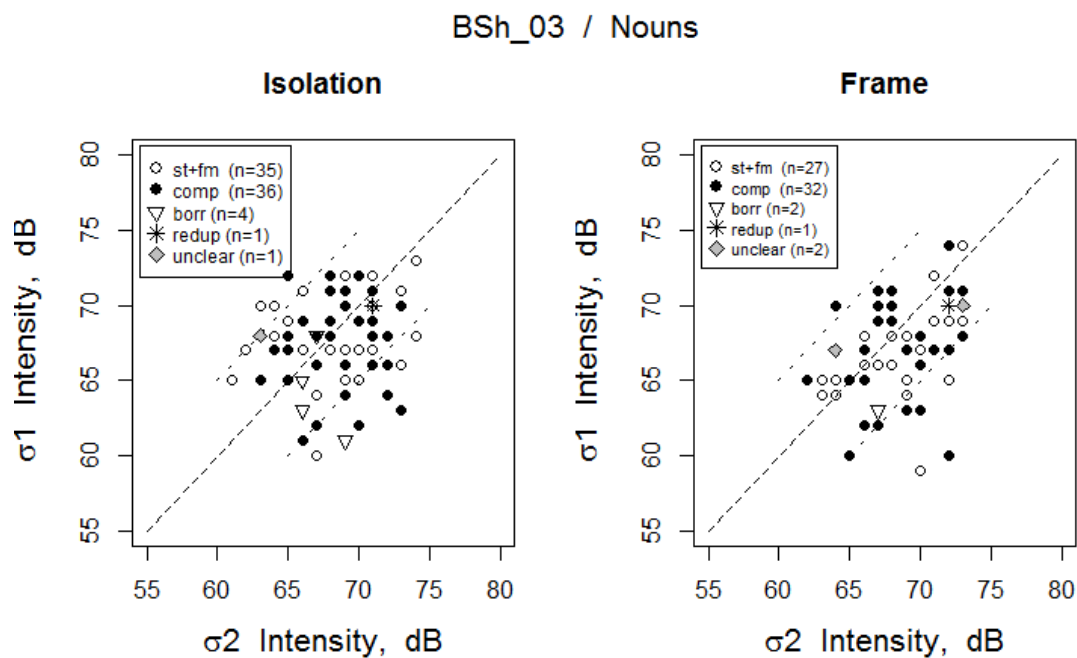 BSh_03 / Nouns
Isolation
st+fm (n=35)
comp (n=36)
borr (n=4)
redup (n=1)
unclear (n=1)
80
75
70
65
60
55
σ1 Intensity, dB
55 60 65 70 75 80
σ2 Intensity, dB
Frame
st+fm (n=27)
comp (n=32)
borr (n=2)
redup (n=1)
unclear (n=2)
80
75
70
65
60
55
σ1 Intensity, dB
55 60 65 70 75 80
σ2 Intensity, dB